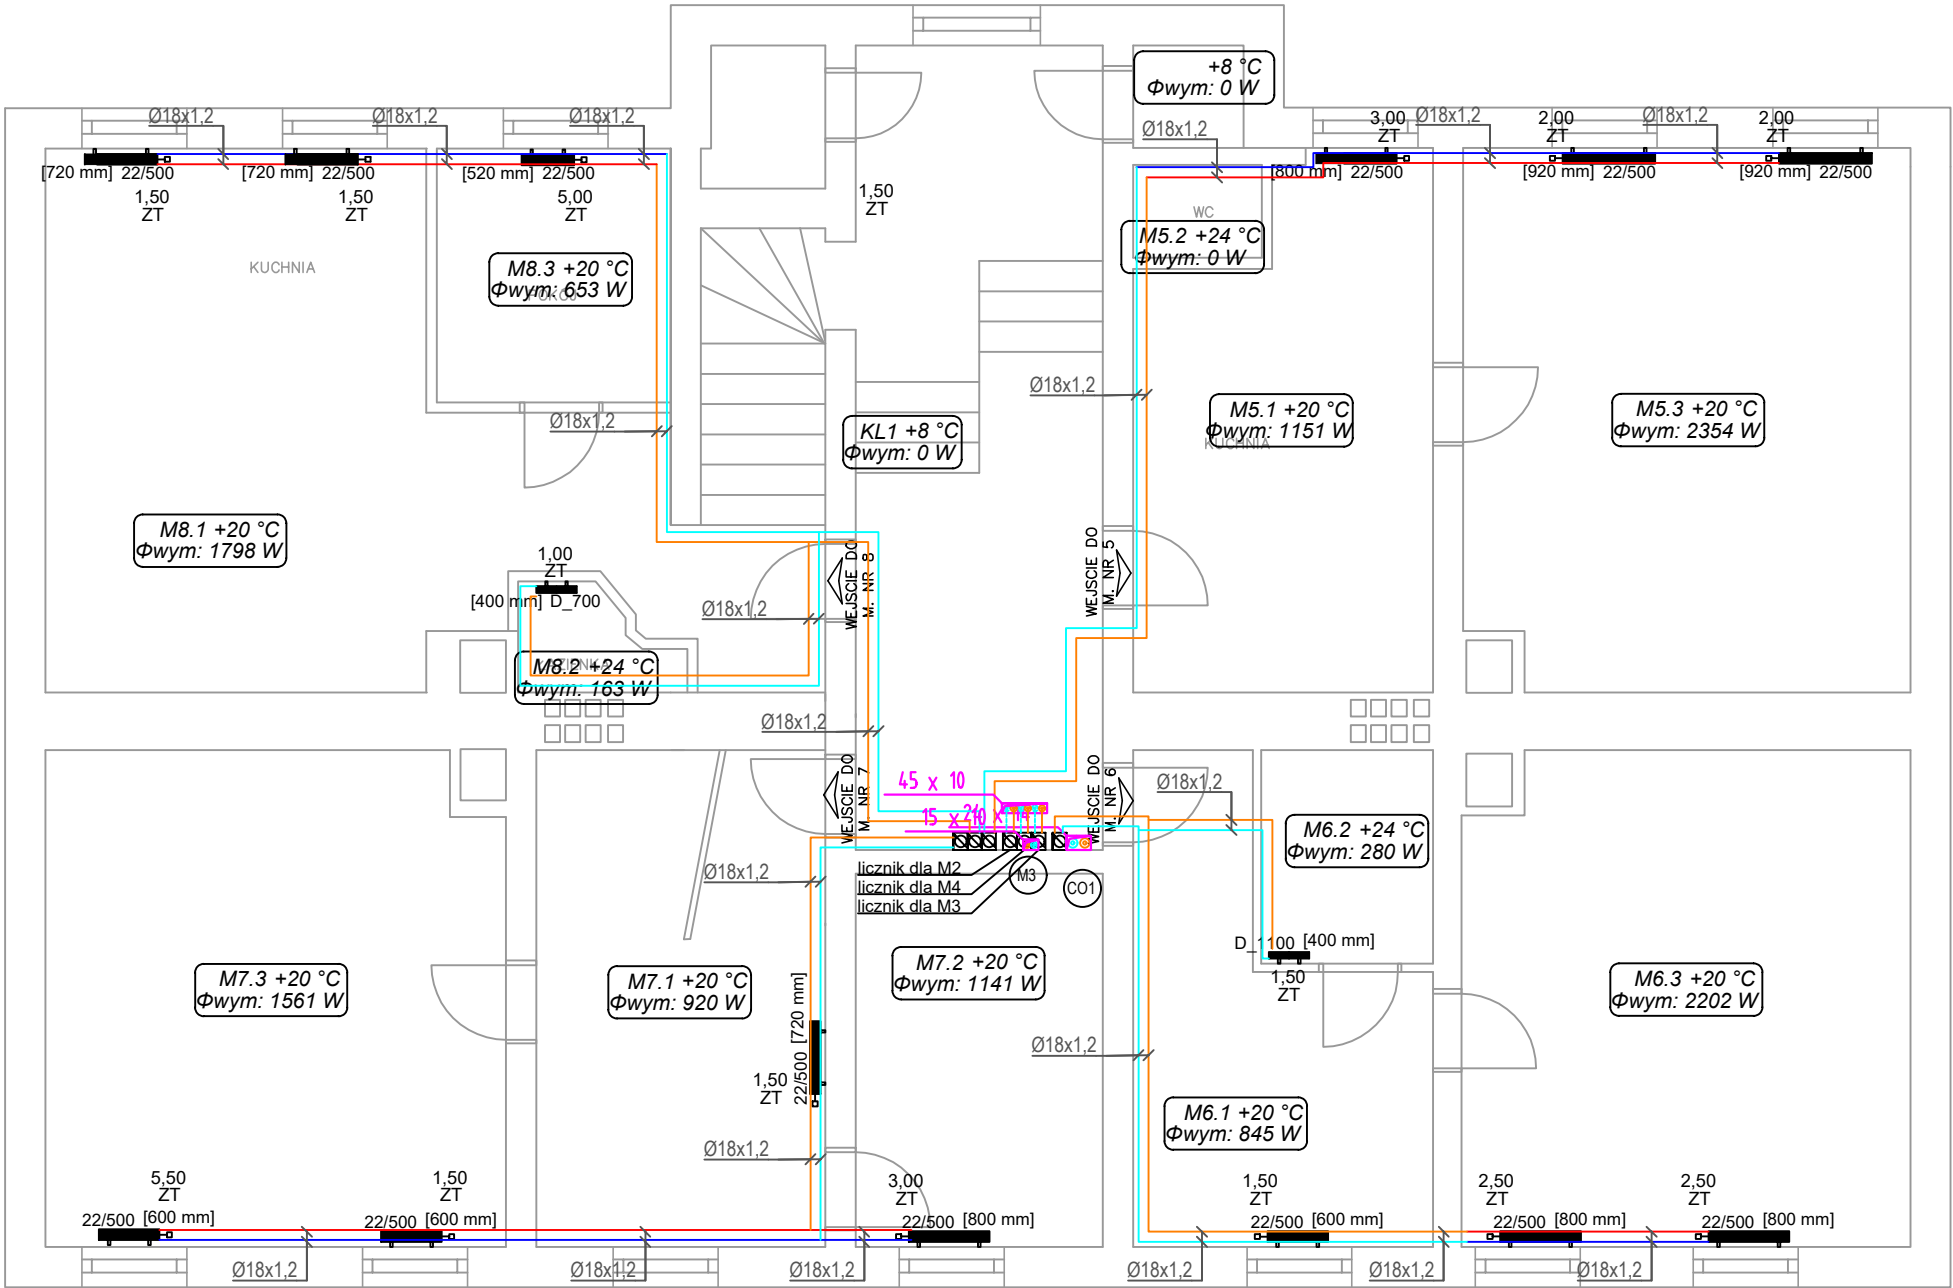 +8 °C
Φwym: 0 W
Ø18x1,2
Ø18x1,2
Ø18x1,2
Ø18x1,2
3,00
ZT
Ø18x1,2
2,00
ZT
Ø18x1,2
2,00
ZT
[720 mm] 22/500
[720 mm] 22/500
[520 mm] 22/500
[800 mm] 22/500
[920 mm] 22/500
[920 mm] 22/500
1,50
ZT
1,50
ZT
5,00
ZT
1,50
ZT
WC
M5.2 +24 °C
Φwym: 0 W
KUCHNIA
M8.3 +20 °C
Φwym: 653 W
POKÓJ
Ø18x1,2
Ø18x1,2
KL1 +8 °C
Φwym: 0 W
M5.1 +20 °C
Φwym: 1151 W
KUCHNIA
M5.3 +20 °C
Φwym: 2354 W
M8.1 +20 °C
Φwym: 1798 W
1,00
ZT
[400 mm] D_700
Ø18x1,2
WEJSCIE DO
M. NR 8
WEJSCIE DO
M. NR 5
M8.2 +24 °C
Φwym: 163 W
ŁAZIENKA
Ø18x1,2
WEJSCIE DO
M. NR 7
WEJSCIE DO
M. NR 6
45 x 10
15 x 10
Ø18x1,2
M6.2 +24 °C
Φwym: 280 W
Ø18x1,2
licznik dla M2
licznik dla M4
licznik dla M3
M3
CO1
D_1100 [400 mm]
1,50
ZT
M7.3 +20 °C
Φwym: 1561 W
M7.1 +20 °C
Φwym: 920 W
M7.2 +20 °C
Φwym: 1141 W
M6.3 +20 °C
Φwym: 2202 W
22/500 [720 mm]
1,50
ZT
Ø18x1,2
M6.1 +20 °C
Φwym: 845 W
Ø18x1,2
5,50
ZT
1,50
ZT
3,00
ZT
1,50
ZT
2,50
ZT
2,50
ZT
22/500 [600 mm]
22/500 [600 mm]
22/500 [800 mm]
22/500 [600 mm]
22/500 [800 mm]
22/500 [800 mm]
Ø18x1,2
Ø18x1,2
Ø18x1,2
Ø18x1,2
Ø18x1,2
Ø18x1,2